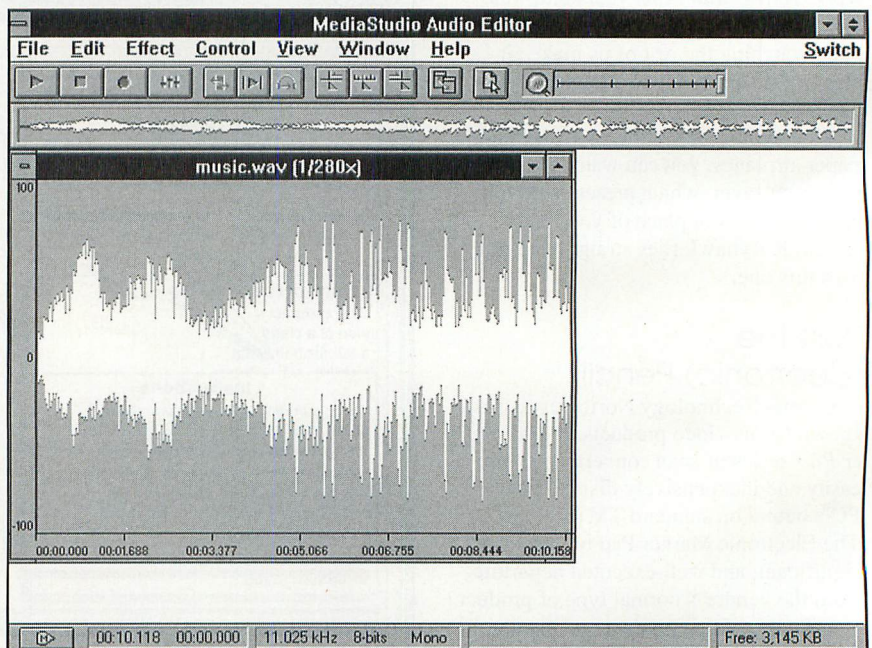 MediaStudio Audio Editor
File Edit Effect Control View Window Help Switch
music.wav (1/280x)
100
0
-100
00:00.000 00:01.688 00:03.377 00:05.066 00:06.755 00:08.444 00:10.158
00:10.118 00:00.000 11.025 kHz 8-bits Mono Free: 3,145 KB